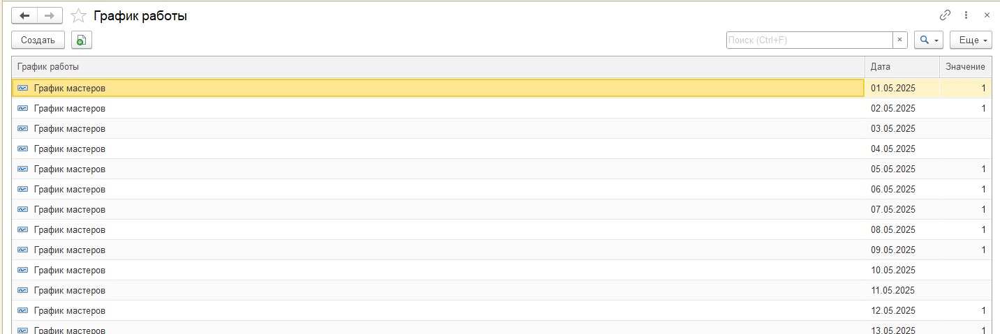 График работы
Создать
Поиск (Ctrl+F)
×
Еще
График работы Дата Значение
График мастеров 01.05.2025 1
График мастеров 02.05.2025 1
График мастеров 03.05.2025
График мастеров 04.05.2025
График мастеров 05.05.2025 1
График мастеров 06.05.2025 1
График мастеров 07.05.2025 1
График мастеров 08.05.2025 1
График мастеров 09.05.2025 1
График мастеров 10.05.2025
График мастеров 11.05.2025
График мастеров 12.05.2025 1
График мастеров 13.05.2025 1